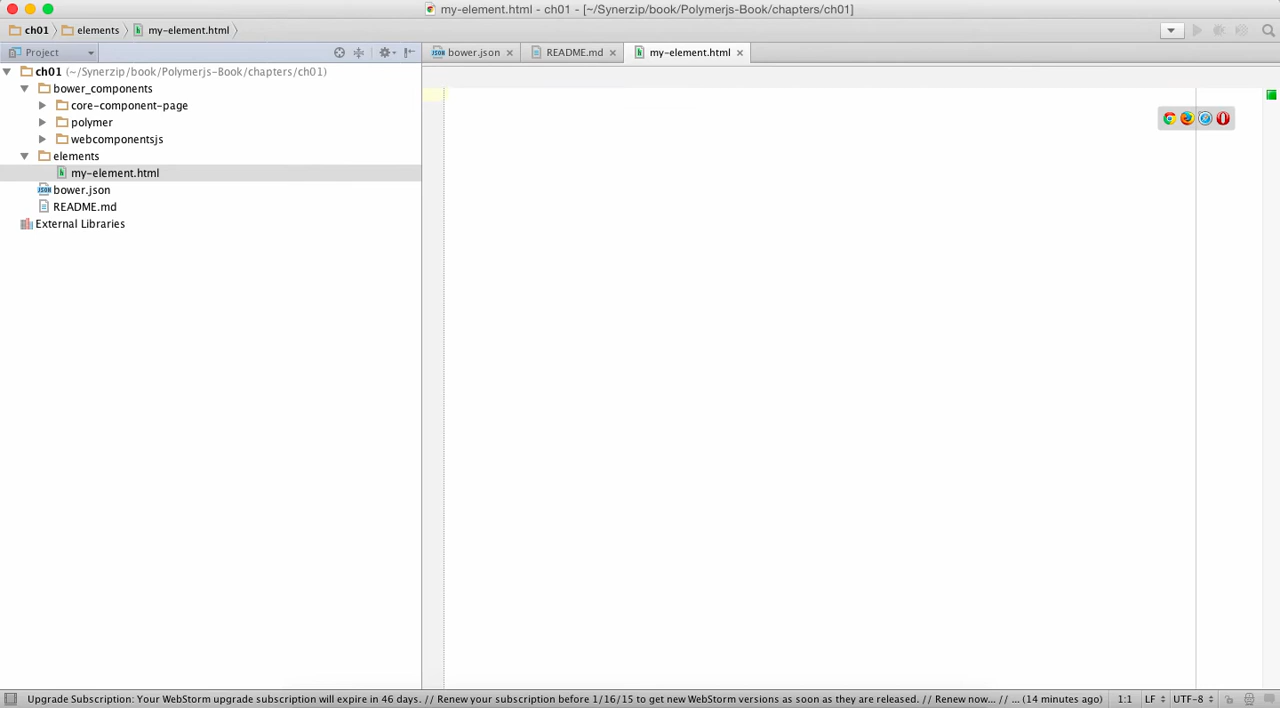 my-element.html - ch01 - [~/Synerzip/book/Polymerjs-Book/chapters/ch01]
ch01 elements my-element.html
Project bower.json README.md my-element.html
ch01 (~/Synerzip/book/Polymerjs-Book/chapters/ch01)
bower_components
core-component-page
polymer
webcomponentsjs
elements
my-element.html
bower.json
README.md
External Libraries
Upgrade Subscription: Your WebStorm upgrade subscription will expire in 46 days. // Renew your subscription before 1/16/15 to get new WebStorm versions as soon as they are released. // Renew now... // ... (14 minutes ago) 1:1 LF UTF-8